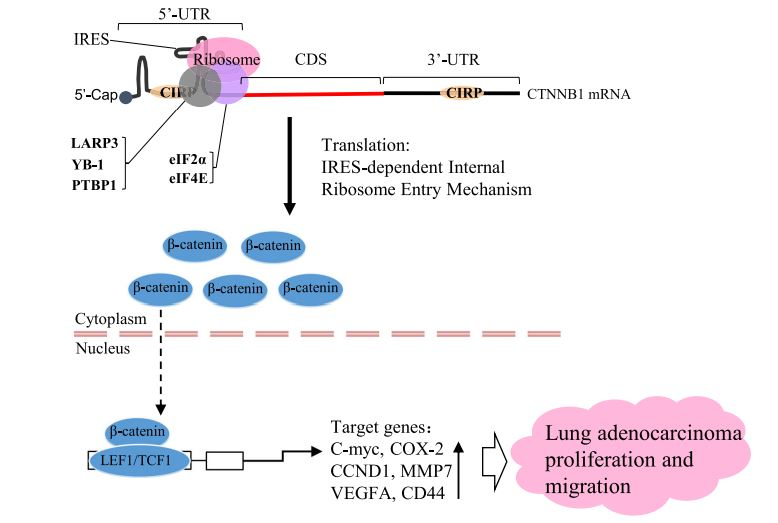 5’-UTR
IRES
Ribosome
CDS
3’-UTR
5’-Cap
CIRP
CIRP
CTNNB1 mRNA
LARP3
YB-1
PTBP1
eIF2α
eIF4E
Translation:
IRES-dependent Internal
Ribosome Entry Mechanism
β-catenin
β-catenin
β-catenin
β-catenin
β-catenin
Cytoplasm
Nucleus
β-catenin
LEF1/TCF1
Target genes:
C-myc, COX-2
CCND1, MMP7
VEGFA, CD44
Lung adenocarcinoma
proliferation and
migration